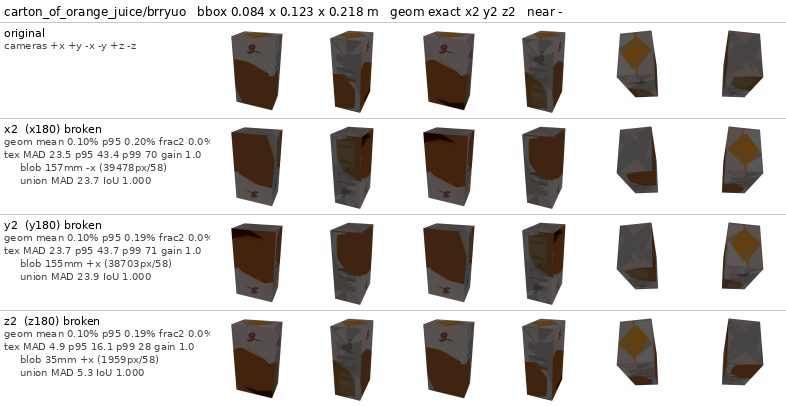 carton_of_orange_juice/brryuo bbox 0.084 x 0.123 x 0.218 m geom exact x2 y2 z2 near -
original
cameras +x +y -x -y +z -z
x2 (x180) broken
geom mean 0.10% p95 0.20% frac2 0.0%
tex MAD 23.5 p95 43.4 p99 70 gain 1.0
blob 157mm -x (39478px/58)
union MAD 23.7 IoU 1.000
y2 (y180) broken
geom mean 0.10% p95 0.19% frac2 0.0%
tex MAD 23.7 p95 43.7 p99 71 gain 1.0
blob 155mm +x (38703px/58)
union MAD 23.9 IoU 1.000
z2 (z180) broken
geom mean 0.10% p95 0.19% frac2 0.0%
tex MAD 4.9 p95 16.1 p99 28 gain 1.0
blob 35mm +x (1959px/58)
union MAD 5.3 IoU 1.000